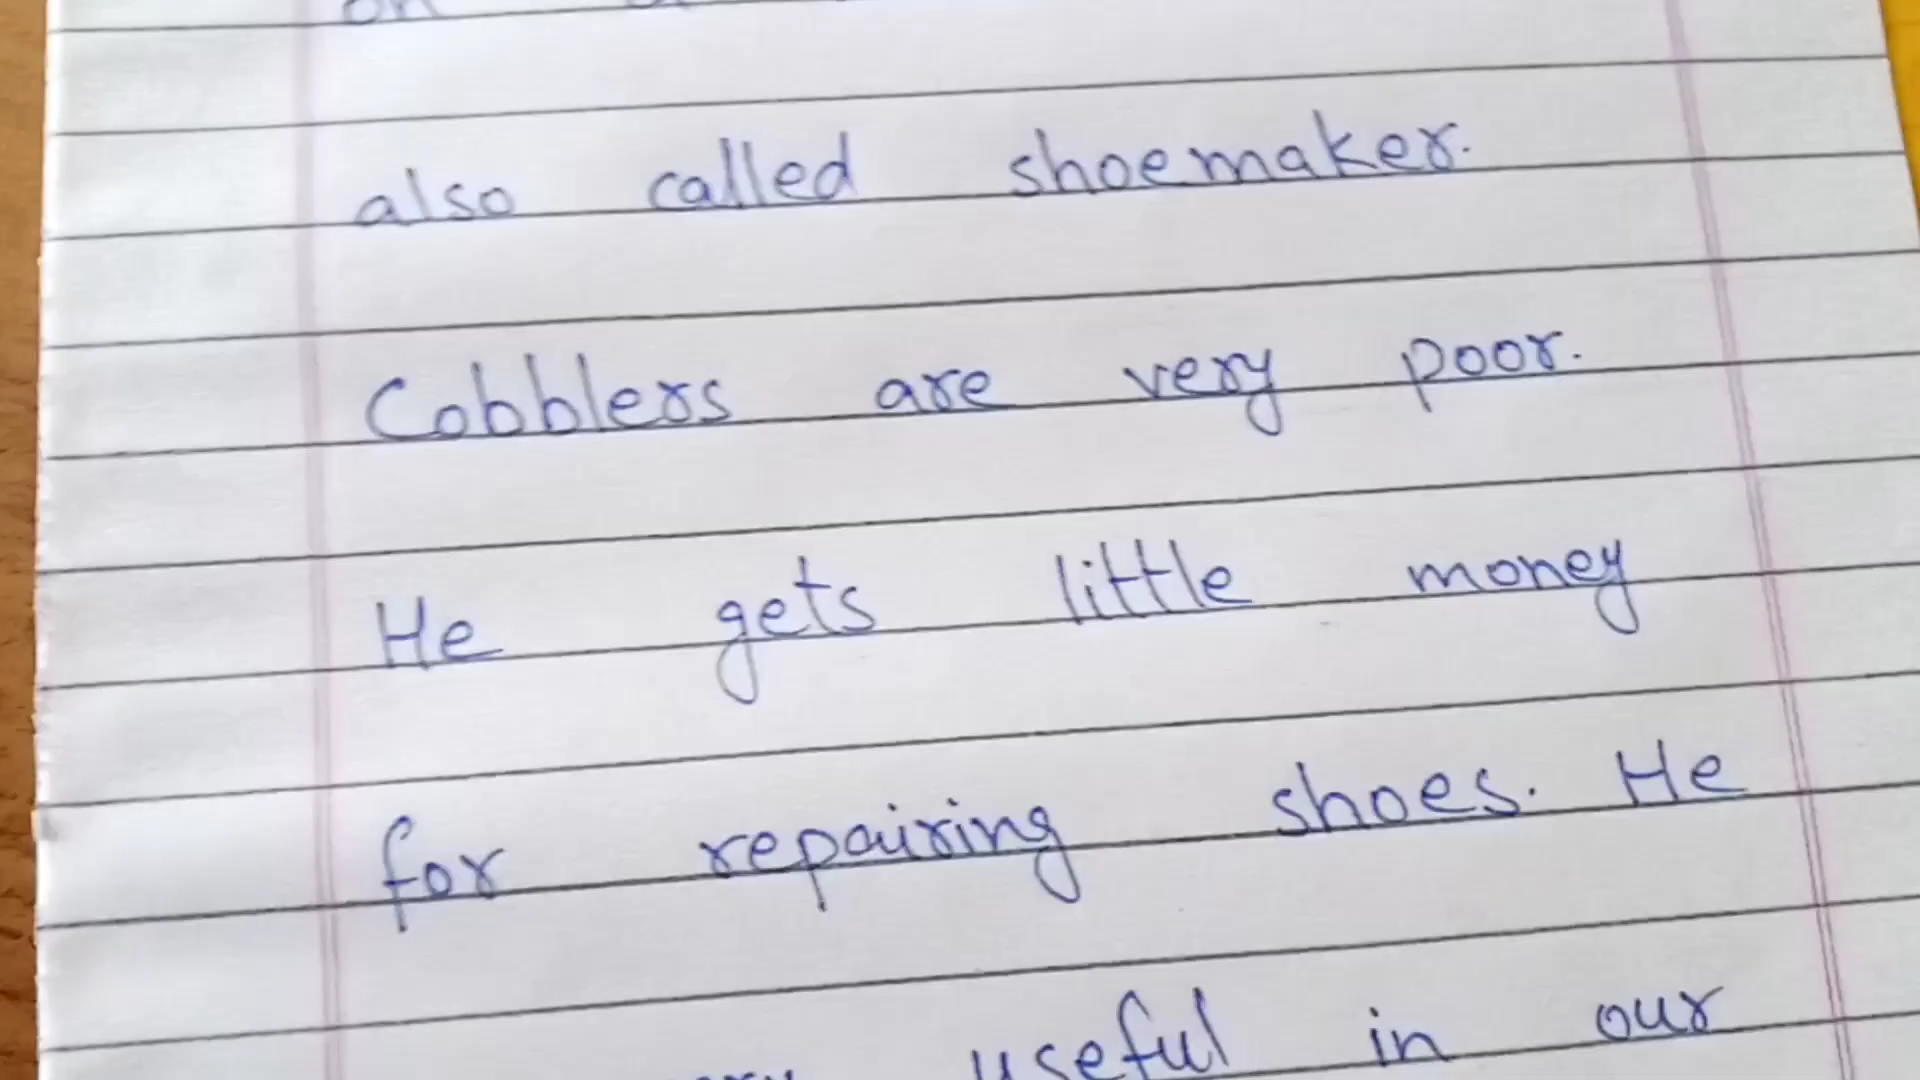 also called shoemaker.
Cobblers are very poor.
He gets little money
for repairing shoes. He
useful in our